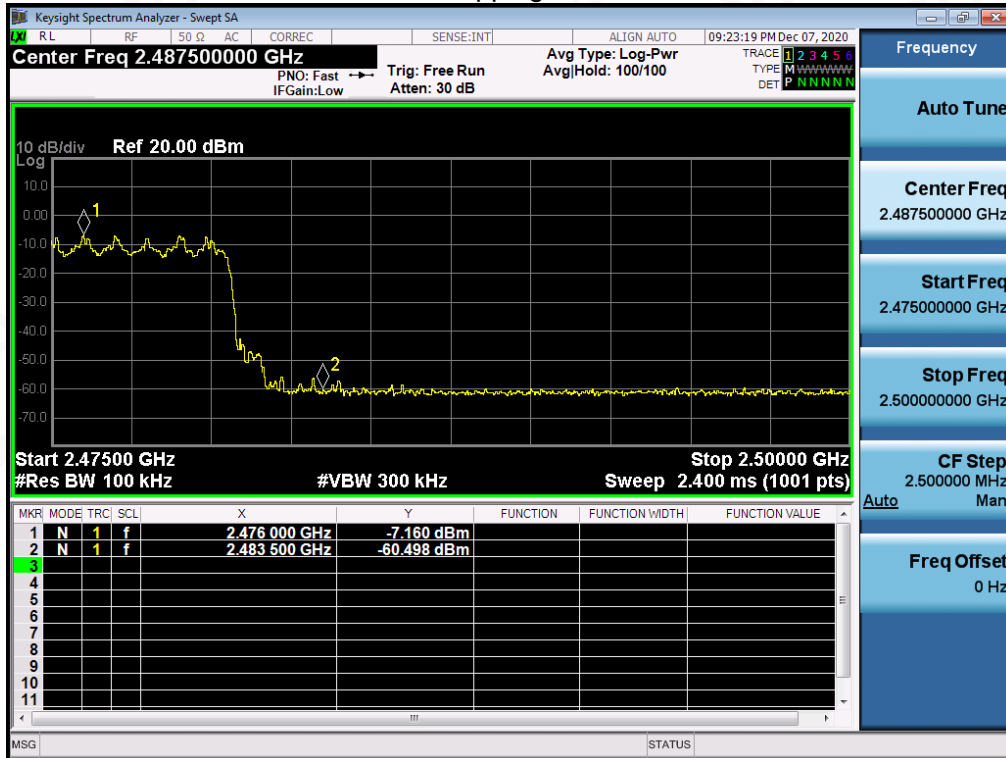 Keysight Spectrum Analyzer - Swept SA
LXI RL RF 50 Ω AC CORREC SENSE:INT ALIGN AUTO 09:23:19 PM Dec 07, 2020
Center Freq 2.487500000 GHz
PNO: Fast
IFGain:Low
Trig: Free Run
Atten: 30 dB
Avg Type: Log-Pwr
Avg|Hold: 100/100
TRACE 1 2 3 4 5 6
TYPE M WWWWW
DET P N N N N N
Frequency
Auto Tune
Center Freq
2.487500000 GHz
Start Freq
2.475000000 GHz
Stop Freq
2.500000000 GHz
CF Step
2.500000 MHz
Auto Man
Freq Offset
0 Hz
10 dB/div Ref 20.00 dBm
Log
10.0
0.00
-10.0
-20.0
-30.0
-40.0
-50.0
-60.0
-70.0
1
2
Start 2.47500 GHz Stop 2.50000 GHz
#Res BW 100 kHz #VBW 300 kHz Sweep 2.400 ms (1001 pts)
MKR MODE TRC SCL X Y FUNCTION FUNCTION WIDTH FUNCTION VALUE
1 N 1 f 2.476 000 GHz -7.160 dBm
2 N 1 f 2.483 500 GHz -60.498 dBm
3
4
5
6
7
8
9
10
11
MSG STATUS